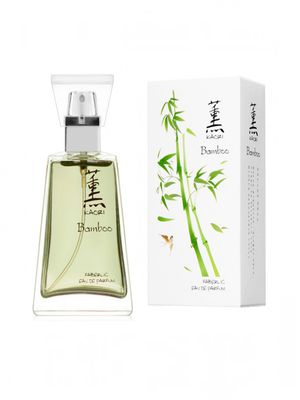 薫
KAORI
Bamboo
FABERLIC
EAU DE PARFUM
薫
KAORI
Bamboo
FABERLIC
EAU DE PARFUM